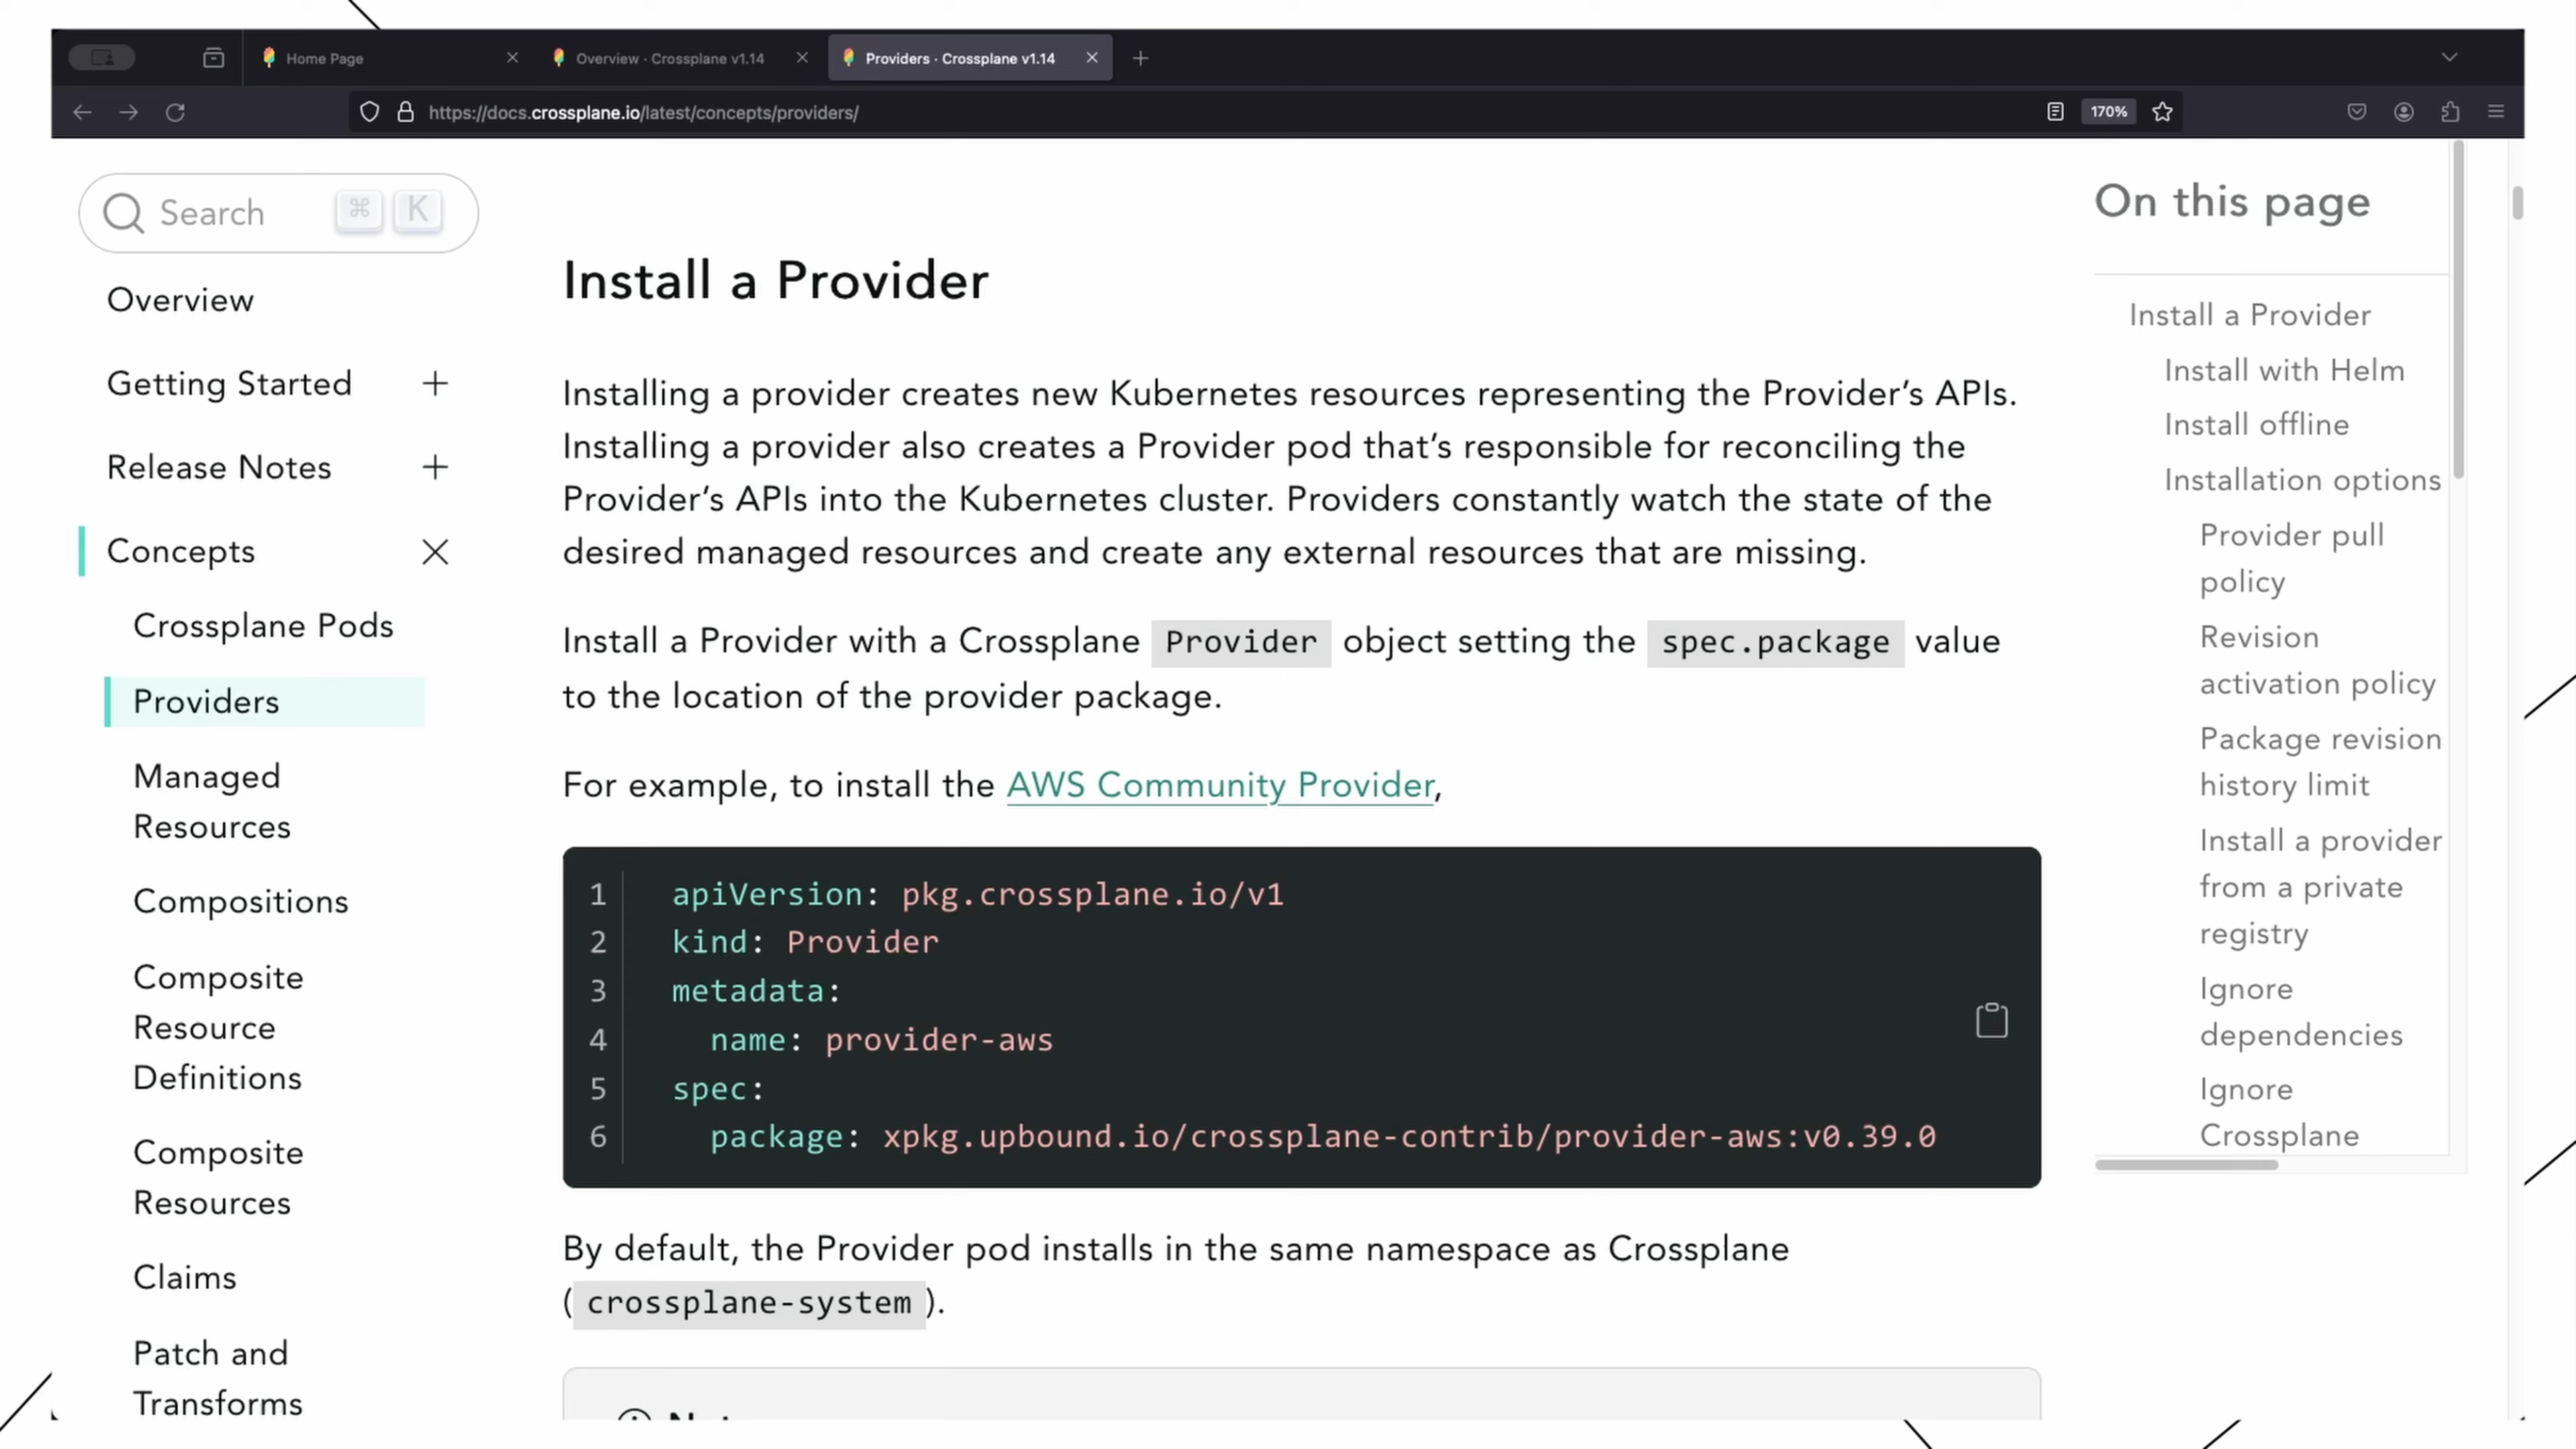 Home Page
Overview · Crossplane v1.14
Providers · Crossplane v1.14
https://docs.crossplane.io/latest/concepts/providers/
170%
Search ⌘ K
Overview
Getting Started
Release Notes
Concepts
Crossplane Pods
Providers
Managed
Resources
Compositions
Composite
Resource
Definitions
Composite
Resources
Claims
Patch and
Transforms
Install a Provider
Installing a provider creates new Kubernetes resources representing the Provider’s APIs.
Installing a provider also creates a Provider pod that’s responsible for reconciling the
Provider’s APIs into the Kubernetes cluster. Providers constantly watch the state of the
desired managed resources and create any external resources that are missing.
Install a Provider with a Crossplane Provider object setting the spec.package value
to the location of the provider package.
For example, to install the AWS Community Provider,
1 apiVersion: pkg.crossplane.io/v1
2 kind: Provider
3 metadata:
4 name: provider-aws
5 spec:
6 package: xpkg.upbound.io/crossplane-contrib/provider-aws:v0.39.0
By default, the Provider pod installs in the same namespace as Crossplane
(crossplane-system).
On this page
Install a Provider
Install with Helm
Install offline
Installation options
Provider pull
policy
Revision
activation policy
Package revision
history limit
Install a provider
from a private
registry
Ignore
dependencies
Ignore
Crossplane